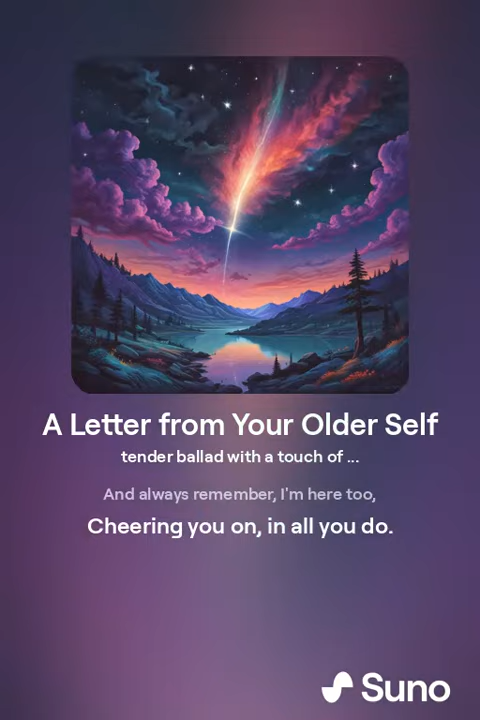 A Letter from Your Older Self
tender ballad with a touch of ...
And always remember, I'm here too,
Cheering you on, in all you do.
Suno